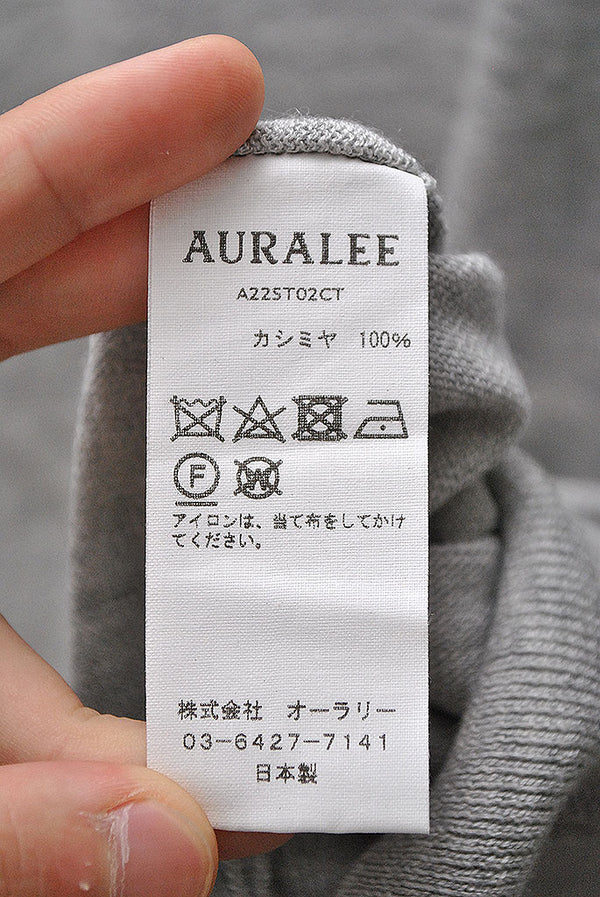 AURALEE
A22ST02CT
カシミヤ 100%
F
W
アイロンは、当て布をしてかけ
てください。
株式会社 オーラリー
03-6427-7141
日本製